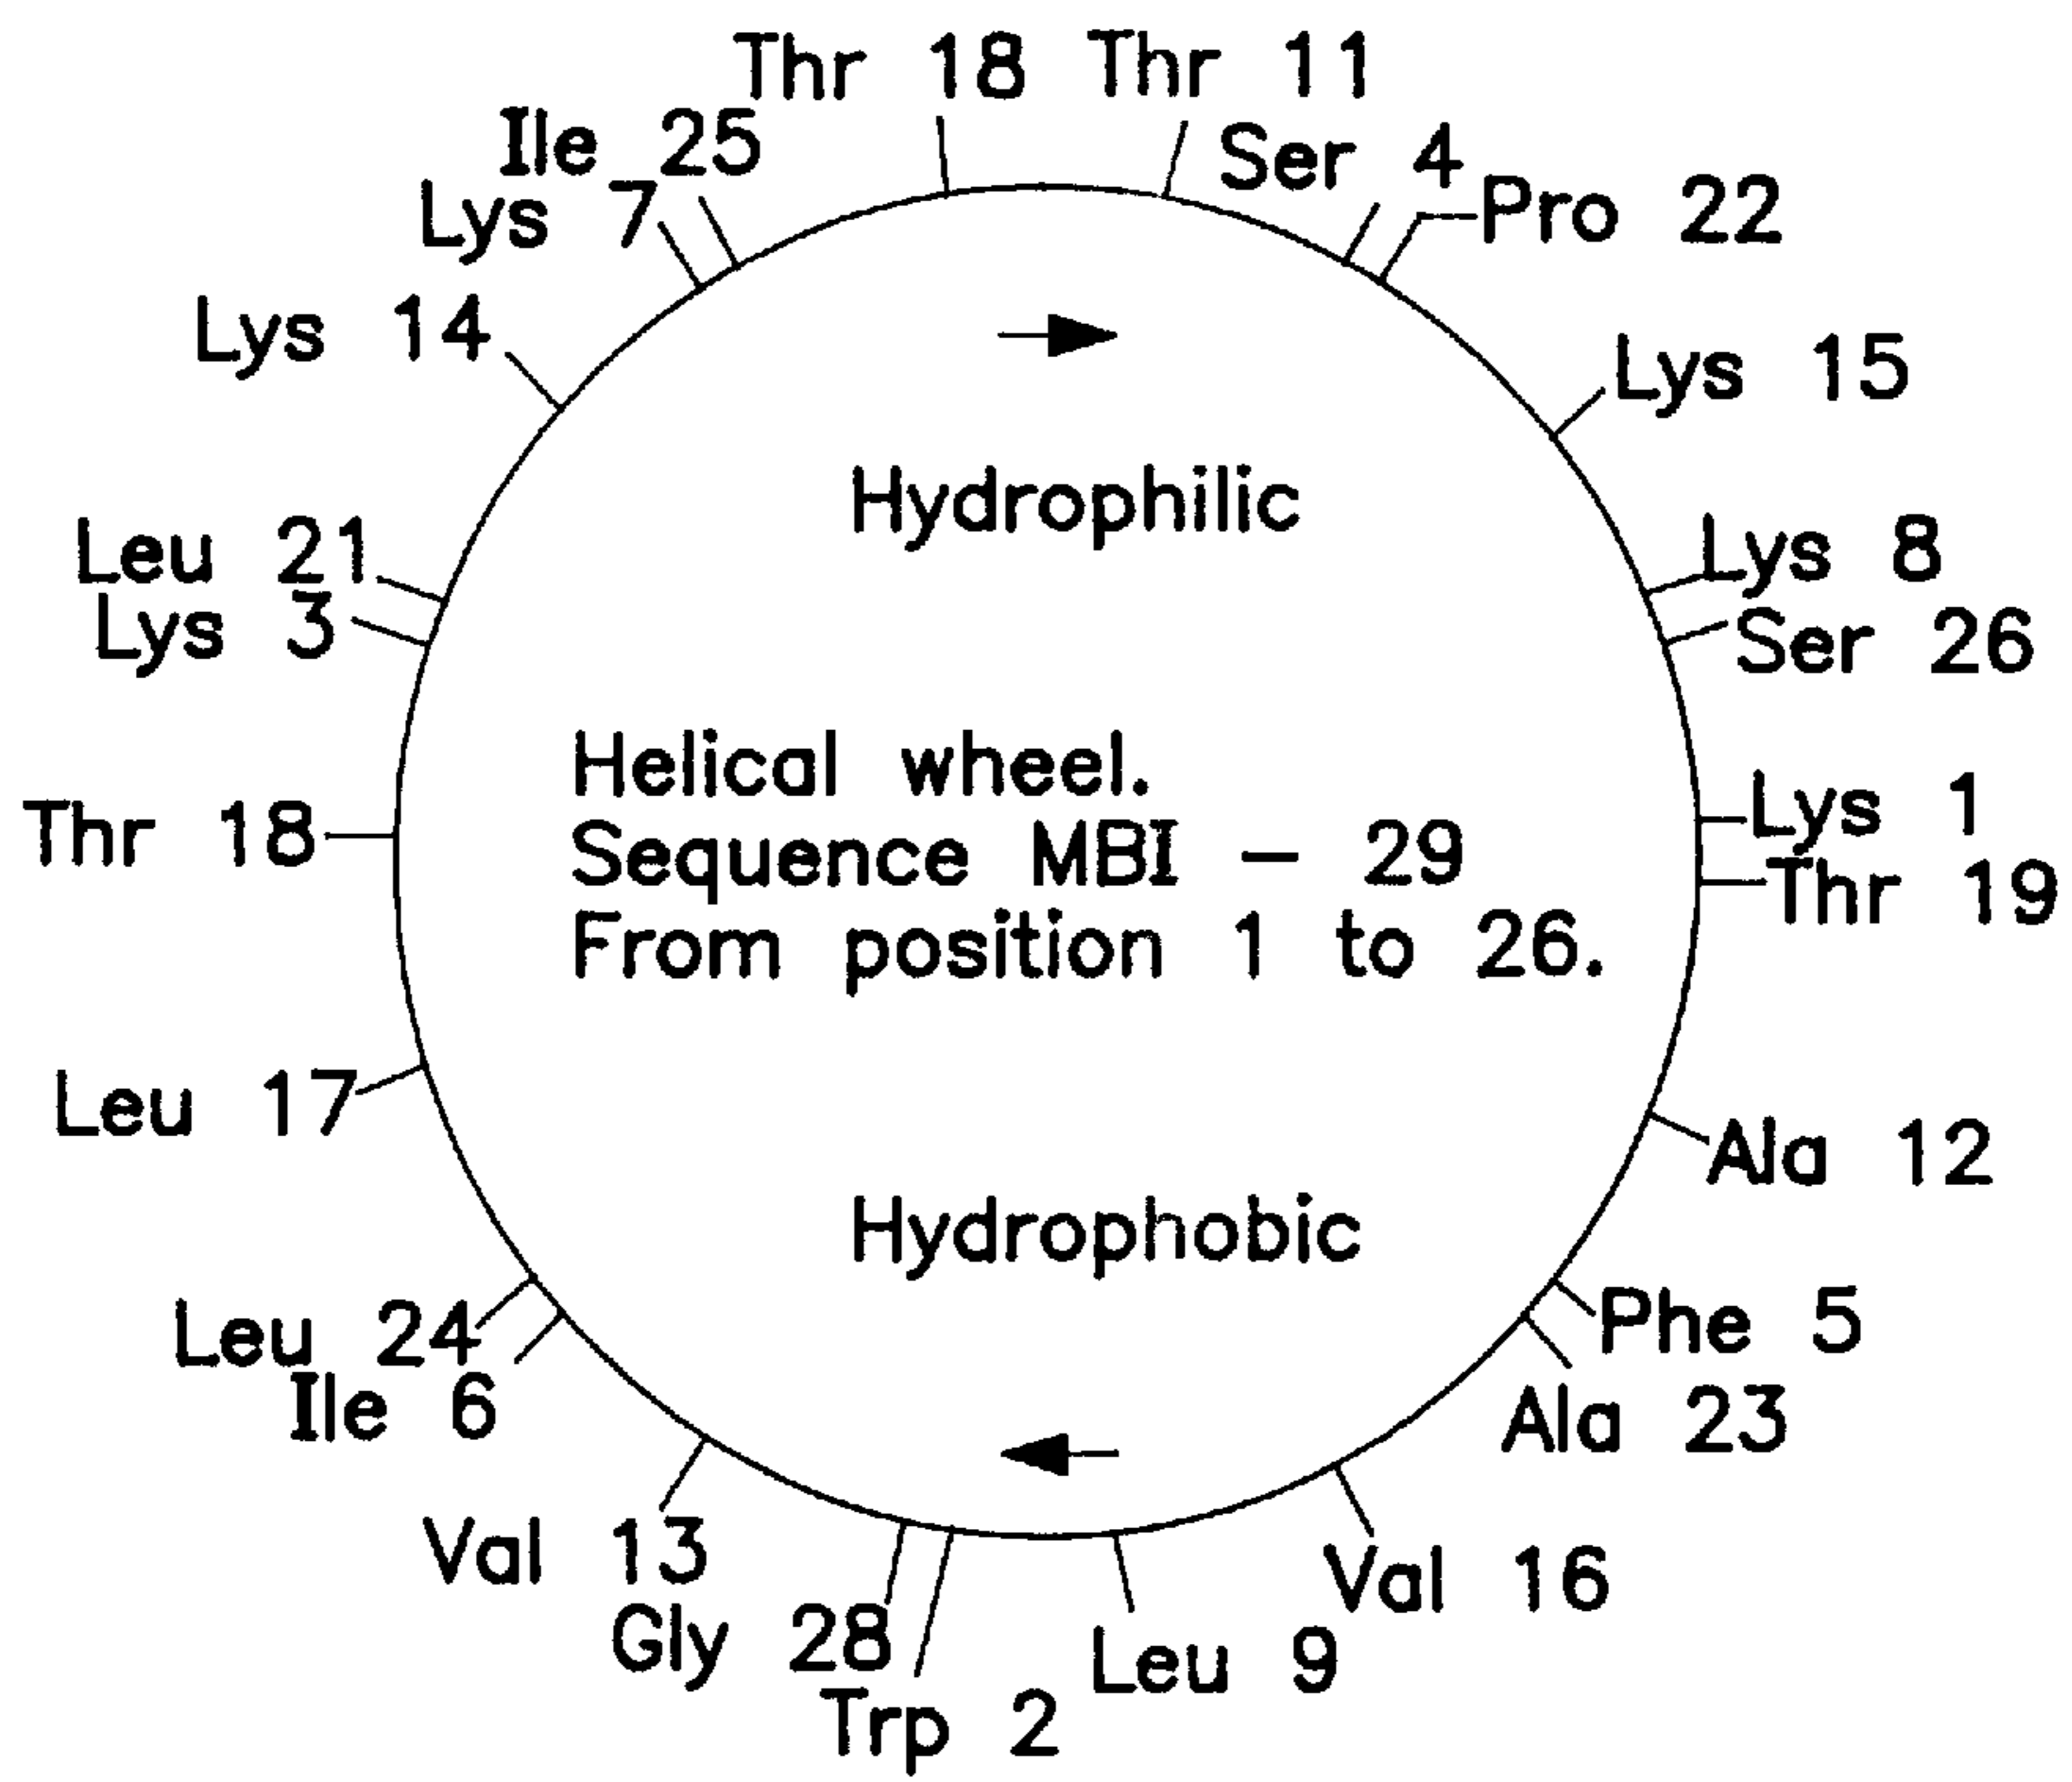 Thr 18
Thr 11
Ile 25
Ser 4
Lys 7
Pro 22
Lys 14
Lys 15
Hydrophilic
Leu 21
Lys 8
Lys 3
Ser 26
Helical wheel.
Sequence MBI - 29
From position 1 to 26.
Thr 18
Lys 1
Thr 19
Leu 17
Ala 12
Hydrophobic
Leu 24
Phe 5
Ile 6
Ala 23
Val 13
Val 16
Gly 28
Leu 9
Trp 2